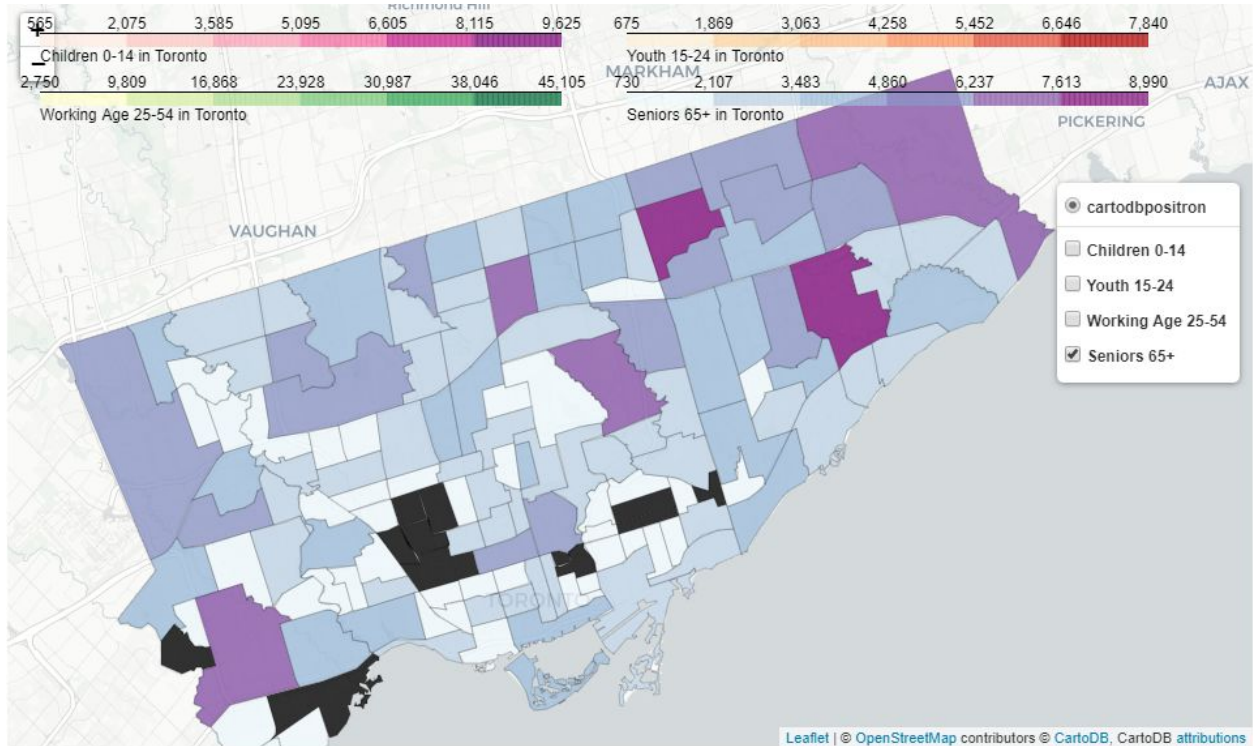 Richmond Hill
565 2,075 3,585 5,095 6,605 8,115 9,625
675 1,869 3,063 4,258 5,452 6,646 7,840
+
−
Children 0-14 in Toronto
Youth 15-24 in Toronto
MARKHAM
2,750 9,809 16,868 23,928 30,987 38,046 45,105
730 2,107 3,483 4,860 6,237 7,613 8,990
AJAX
Working Age 25-54 in Toronto
Seniors 65+ in Toronto
PICKERING
cartodbpositron
VAUGHAN
Children 0-14
Youth 15-24
Working Age 25-54
Seniors 65+
TORONTO
Leaflet | © OpenStreetMap contributors © CartoDB, CartoDB attributions